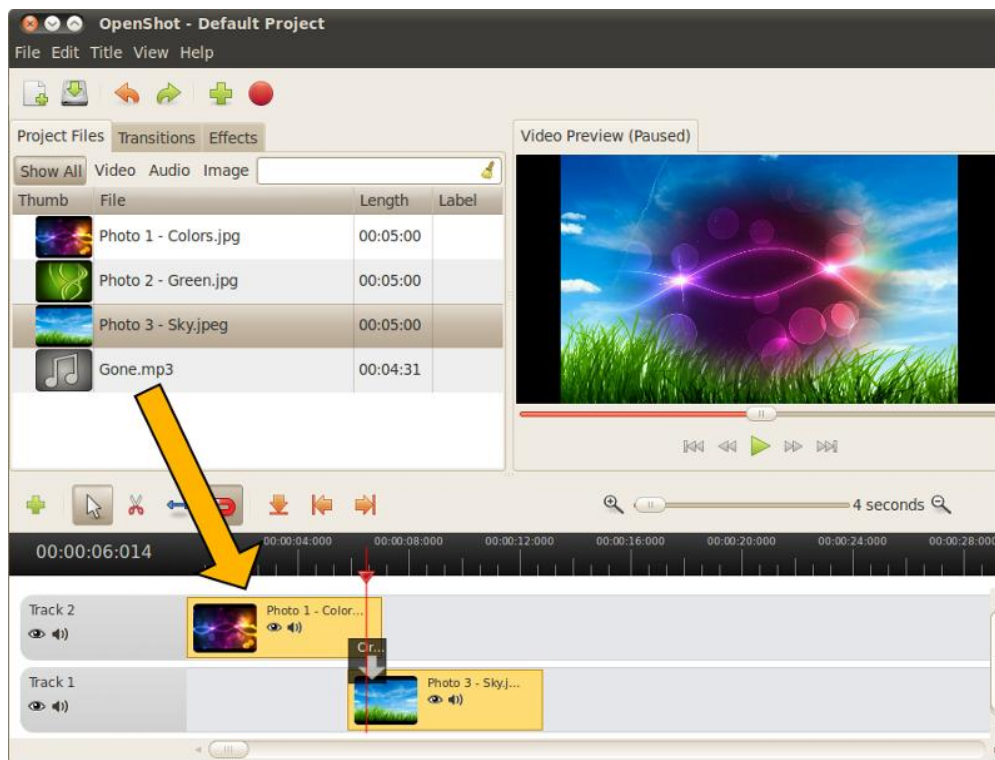 OpenShot - Default Project
File Edit Title View Help
Project Files Transitions Effects
Show All Video Audio Image
Thumb File Length Label
Photo 1 - Colors.jpg 00:05:00
Photo 2 - Green.jpg 00:05:00
Photo 3 - Sky.jpeg 00:05:00
Gone.mp3 00:04:31
Video Preview (Paused)
4 seconds
00:00:06:014
00:00:04:000 00:00:08:000 00:00:12:000 00:00:16:000 00:00:20:000 00:00:24:000 00:00:28:000
Track 2
Photo 1 - Color...
Cir...
Track 1
Photo 3 - Sky.j...